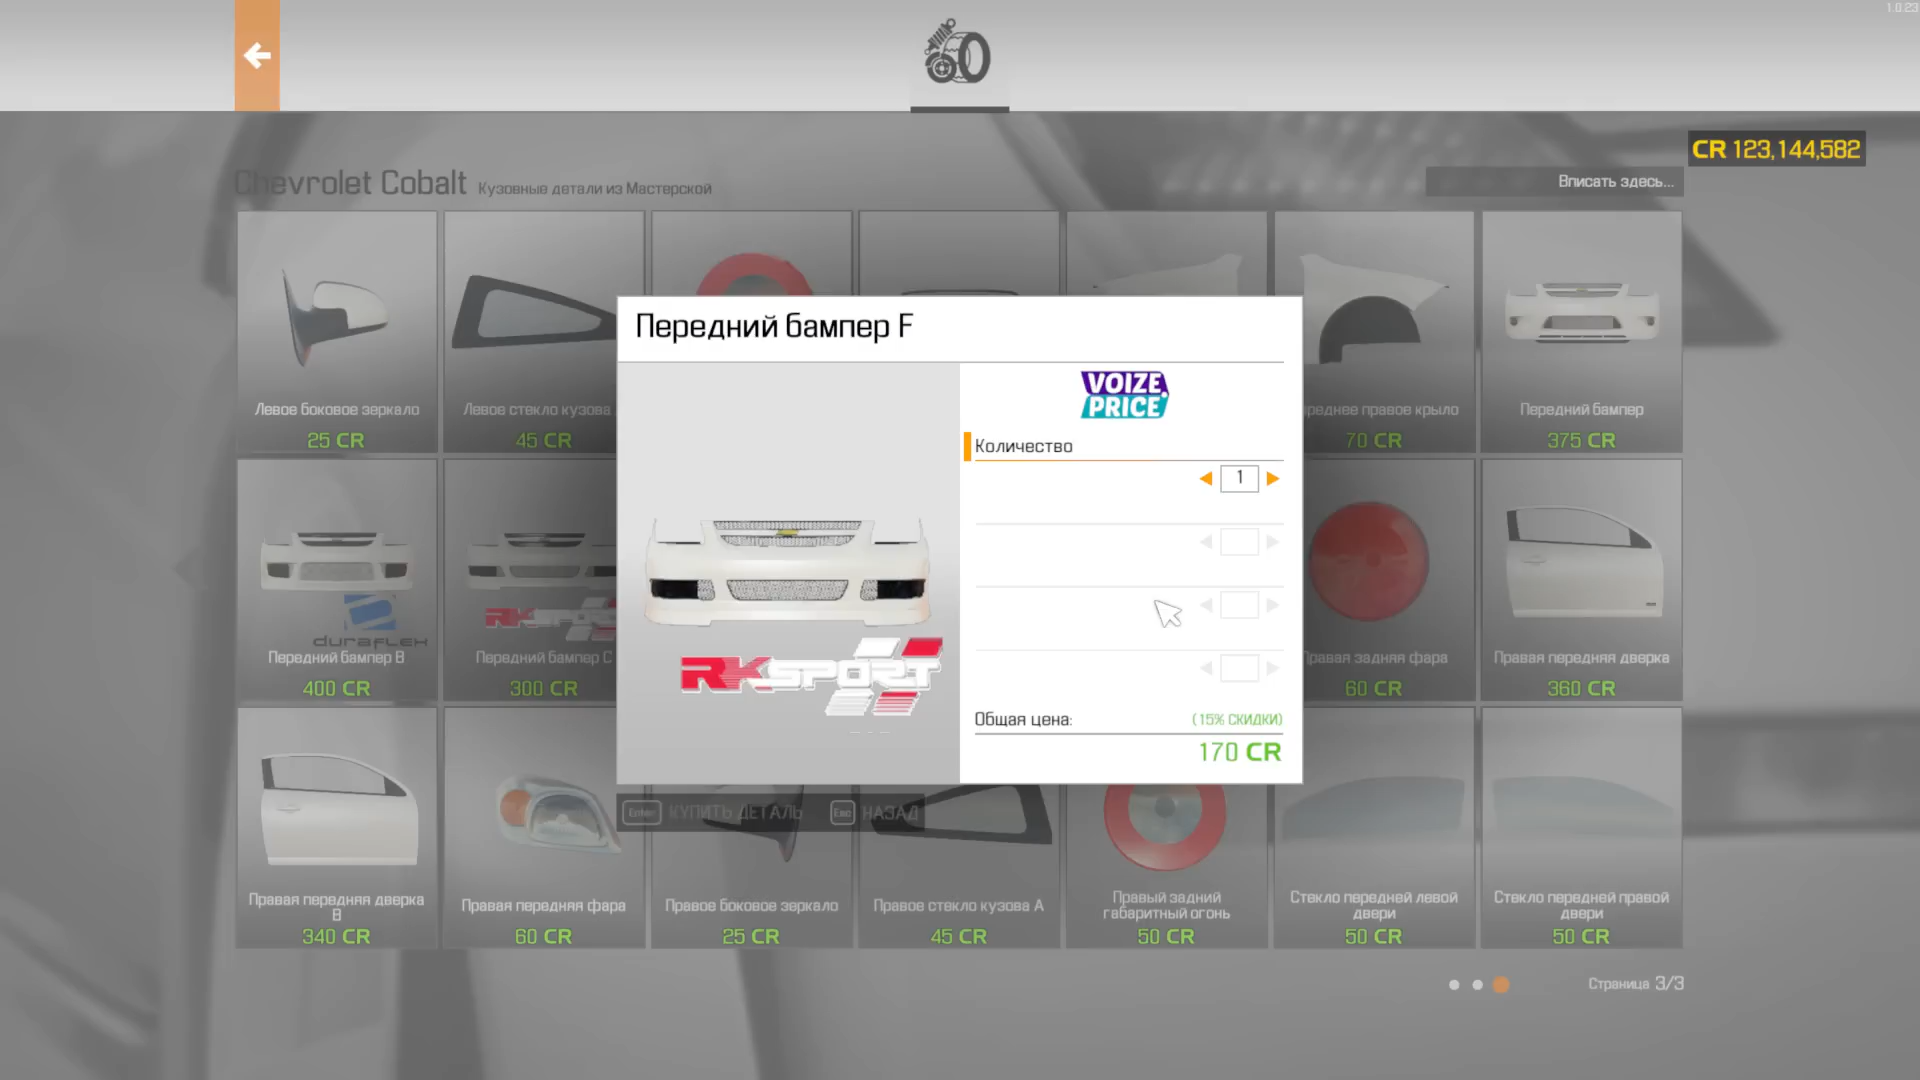 1.0.23
CR 123,144,582
Chevrolet Cobalt Кузовные детали из Мастерской
Вписать здесь...
Левое боковое зеркало
25 CR
Левое стекло кузова
45 CR
правое крыло
70 CR
Передний бампер
375 CR
Передний бампер F
VOIZE
PRICE
Количество
1
RKSPORT
Общая цена:
(15% СКИДКИ)
170 CR
duraflex
Передний бампер B
400 CR
RK
Передний бампер C
300 CR
Правая задняя фара
60 CR
Правая передняя дверка
360 CR
Enter КУПИТЬ ДЕТАЛЬ Esc НАЗАД
Правая передняя дверка
B
340 CR
Правая передняя фара
60 CR
Правое боковое зеркало
25 CR
Правое стекло кузова A
45 CR
Правый задний
габаритный огонь
50 CR
Стекло передней левой
двери
50 CR
Стекло передней правой
двери
50 CR
Страница 3/3